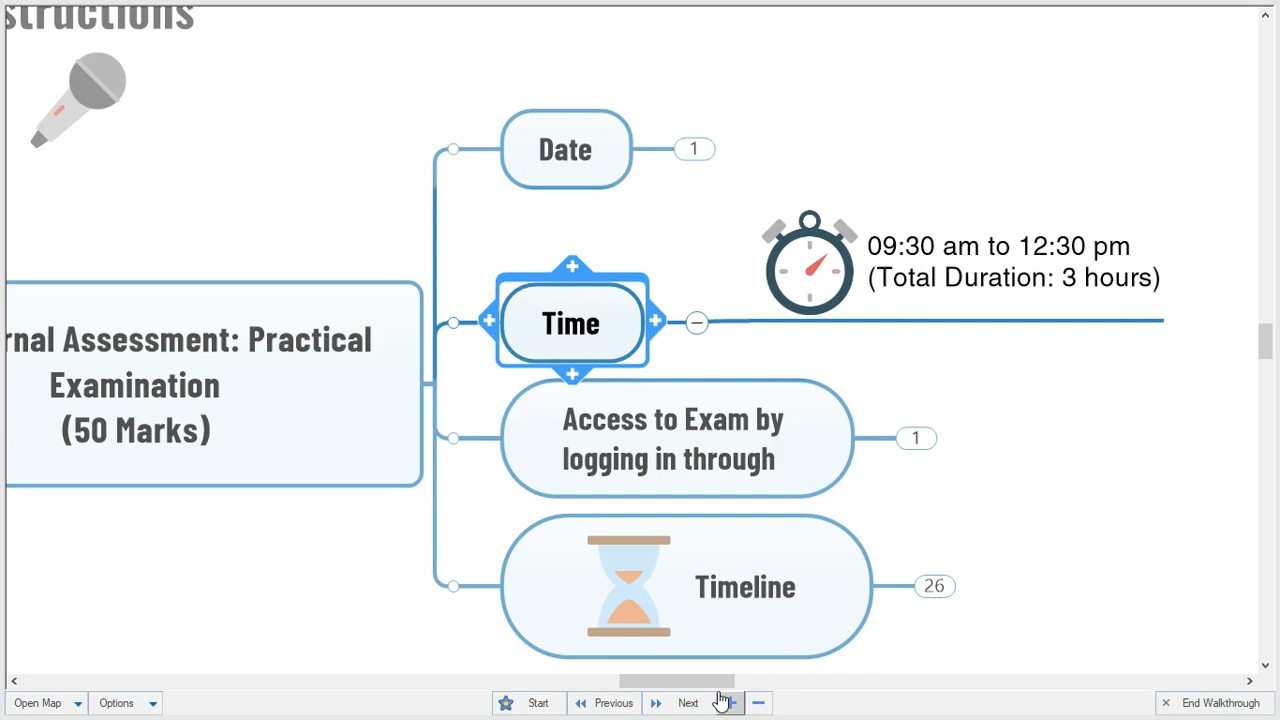 structions
Date
1
09:30 am to 12:30 pm
(Total Duration: 3 hours)
Time
rnal Assessment: Practical
Examination
(50 Marks)
Access to Exam by
logging in through
1
Timeline
26
Open Map
Options
Start
Previous
Next
End Walkthrough